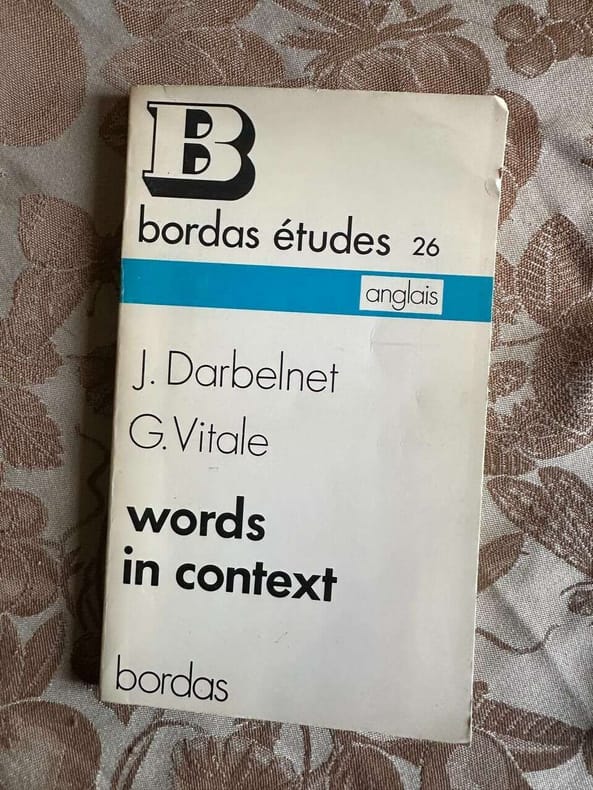 B
bordas études 26
anglais
J. Darbelnet
G. Vitale
words
in context
bordas